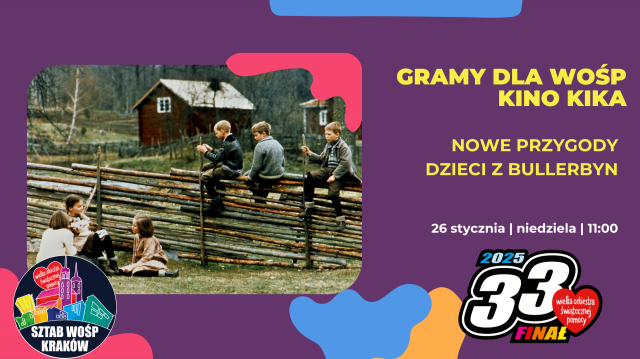 GRAMY DLA WOŚP
KINO KIKA
NOWE PRZYGODY
DZIECI Z BULLERBYN
26 stycznia | niedziela | 11:00
2025
33
wielka orkiestra
świątecznej
pomocy
FINAŁ
wielka orkiestra
świątecznej
pomocy
SZTAB WOŚP
KRAKÓW